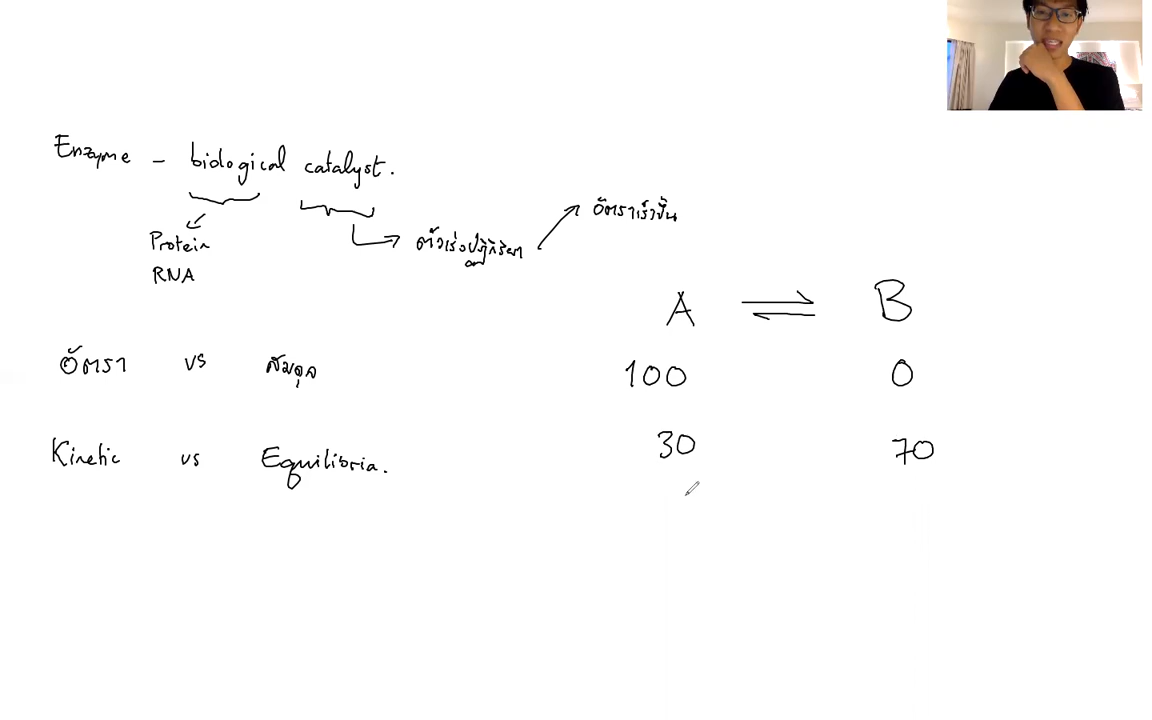 Enzyme - biological catalyst.
อัตราเร็วขึ้น
Protein
ตัวเร่งปฏิกิริยา
RNA
A ⇌ B
อัตรา vs สมดุล
100 0
Kinetic vs Equilibria.
30 70